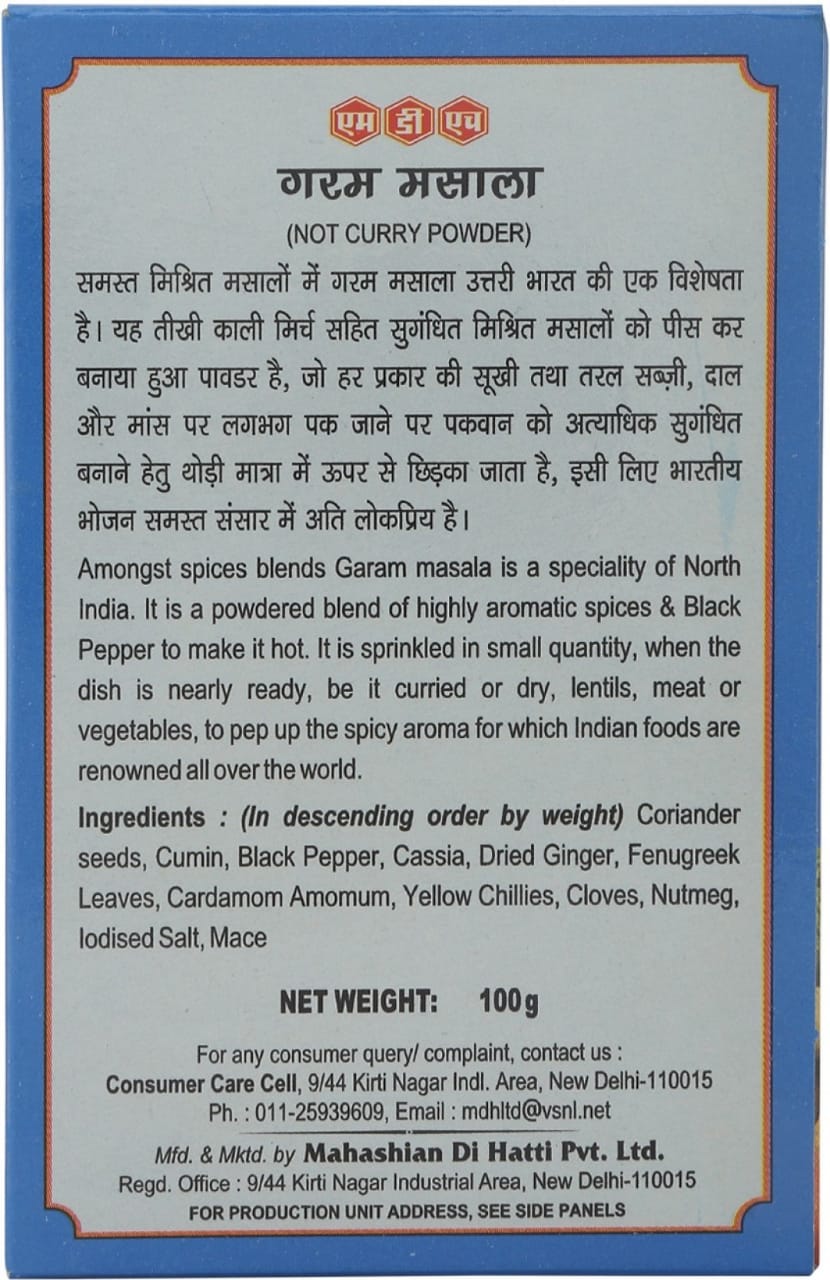 एम डी एच
गरम मसाला
(NOT CURRY POWDER)
समस्त मिश्रित मसालों में गरम मसाला उत्तरी भारत की एक विशेषता
है। यह तीखी काली मिर्च सहित सुगंधित मिश्रित मसालों को पीस कर
बनाया हुआ पावडर है, जो हर प्रकार की सूखी तथा तरल सब्ज़ी, दाल
और मांस पर लगभग पक जाने पर पकवान को अत्याधिक सुगंधित
बनाने हेतु थोड़ी मात्रा में ऊपर से छिड़का जाता है, इसी लिए भारतीय
भोजन समस्त संसार में अति लोकप्रिय है।
Amongst spices blends Garam masala is a speciality of North
India. It is a powdered blend of highly aromatic spices & Black
Pepper to make it hot. It is sprinkled in small quantity, when the
dish is nearly ready, be it curried or dry, lentils, meat or
vegetables, to pep up the spicy aroma for which Indian foods are
renowned all over the world.
Ingredients : (In descending order by weight) Coriander
seeds, Cumin, Black Pepper, Cassia, Dried Ginger, Fenugreek
Leaves, Cardamom Amomum, Yellow Chillies, Cloves, Nutmeg,
Iodised Salt, Mace
NET WEIGHT: 100g
For any consumer query/ complaint, contact us :
Consumer Care Cell, 9/44 Kirti Nagar Indl. Area, New Delhi-110015
Ph. : 011-25939609, Email : mdhltd@vsnl.net
Mfd. & Mktd. by Mahashian Di Hatti Pvt. Ltd.
Regd. Office : 9/44 Kirti Nagar Industrial Area, New Delhi-110015
FOR PRODUCTION UNIT ADDRESS, SEE SIDE PANELS